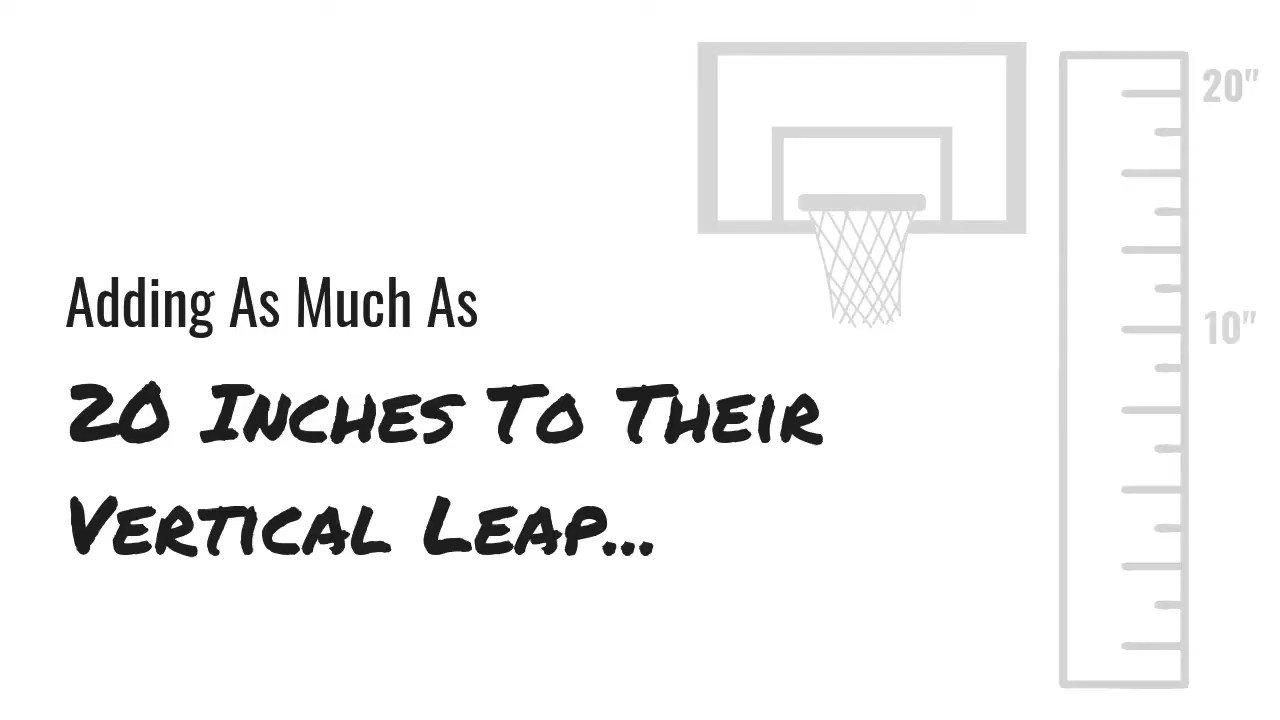 Adding As Much As
20 Inches To Their
Vertical Leap...
20"
10"